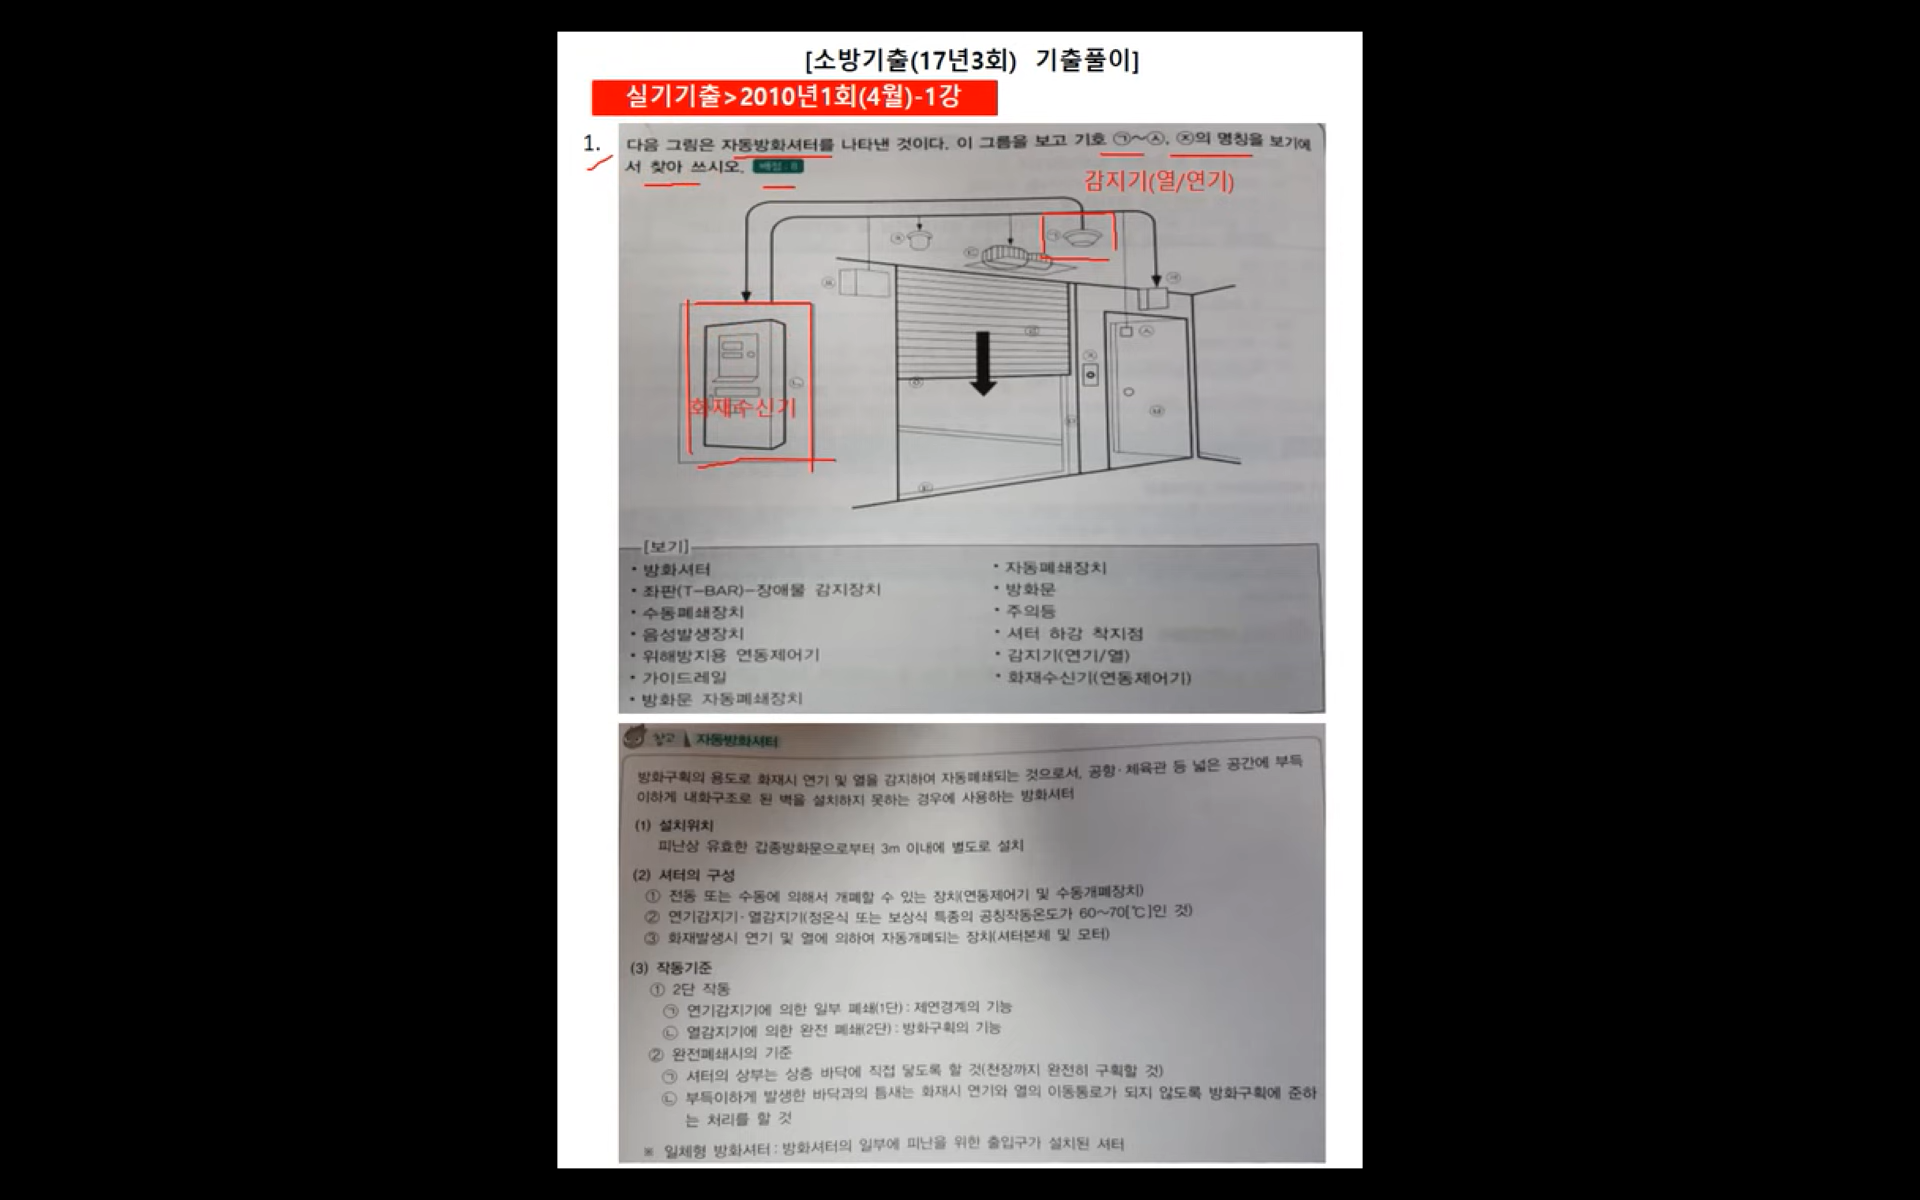 [소방기출(17년3회) 기출풀이]
실기기출>2010년1회(4월)-1강
1. 다음 그림은 자동방화셔터를 나타낸 것이다. 이 그름을 보고 기호 ㉠~㉦, ㉨의 명칭을 보기에
서 찾아 쓰시오. 배점:8
감지기(열/연기)
화재수신기
[보기]
• 방화셔터
• 좌판(T-BAR)-장애물 감지장치
• 수동폐쇄장치
• 음성발생장치
• 위해방지용 연동제어기
• 가이드레일
• 방화문 자동폐쇄장치
• 자동폐쇄장치
• 방화문
• 주의등
• 셔터 하강 착지점
• 감지기(연기/열)
• 화재수신기(연동제어기)
참고 자동방화셔터
방화구획의 용도로 화재시 연기 및 열을 감지하여 자동폐쇄되는 것으로서, 공항·체육관 등 넓은 공간에 부득
이하게 내화구조로 된 벽을 설치하지 못하는 경우에 사용하는 방화셔터
(1) 설치위치
피난상 유효한 갑종방화문으로부터 3m 이내에 별도로 설치
(2) 셔터의 구성
① 전동 또는 수동에 의해서 개폐할 수 있는 장치(연동제어기 및 수동개폐장치)
② 연기감지기·열감지기(정온식 또는 보상식 특종의 공칭작동온도가 60~70[℃]인 것)
③ 화재발생시 연기 및 열에 의하여 자동개폐되는 장치(셔터본체 및 모터)
(3) 작동기준
① 2단 작동
㉠ 연기감지기에 의한 일부 폐쇄(1단) : 제연경계의 기능
㉡ 열감지기에 의한 완전 폐쇄(2단) : 방화구획의 기능
② 완전폐쇄시의 기준
㉠ 셔터의 상부는 상층 바닥에 직접 닿도록 할 것(천장까지 완전히 구획할 것)
㉡ 부득이하게 발생한 바닥과의 틈새는 화재시 연기와 열의 이동통로가 되지 않도록 방화구획에 준하
는 처리를 할 것
※ 일체형 방화셔터 : 방화셔터의 일부에 피난을 위한 출입구가 설치된 셔터